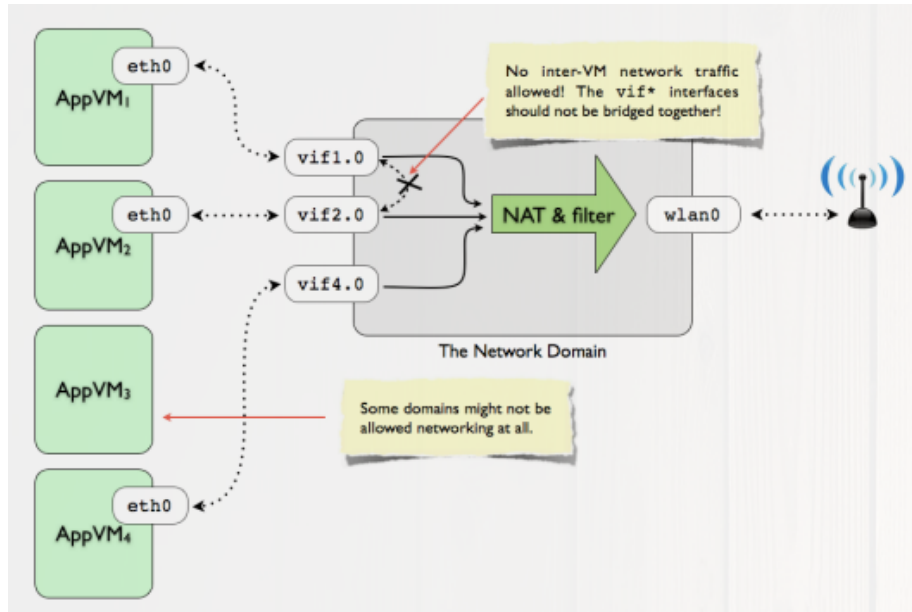 AppVM₁
eth0
No inter-VM network traffic
allowed! The vif* interfaces
should not be bridged together!
vif1.0
AppVM₂
eth0
vif2.0
NAT & filter
wlan0
vif4.0
The Network Domain
AppVM₃
Some domains might not be
allowed networking at all.
AppVM₄
eth0